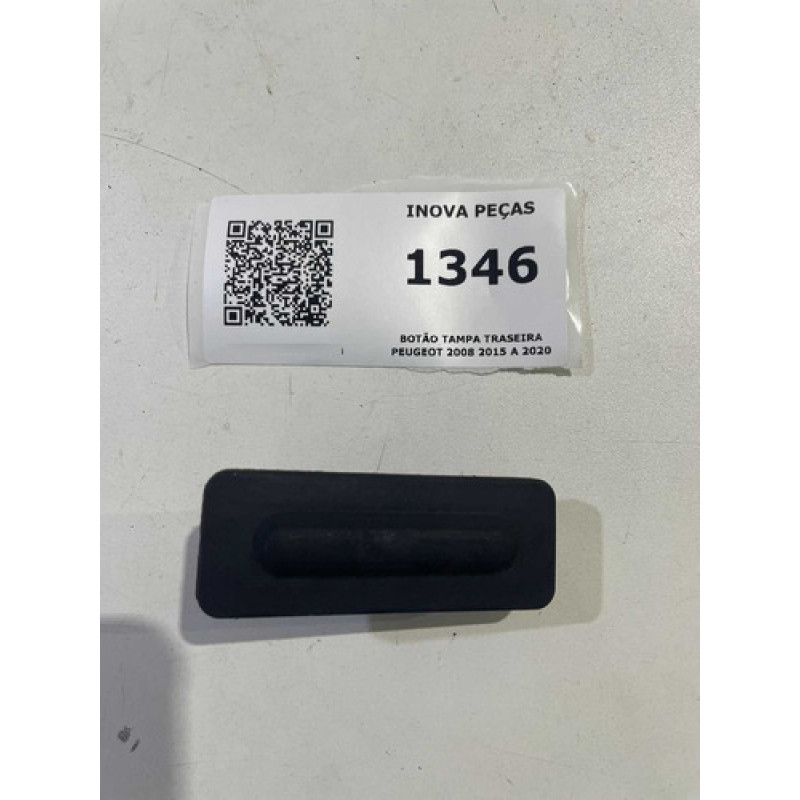 INOVA PEÇAS
1346
BOTÃO TAMPA TRASEIRA
PEUGEOT 2008 2015 A 2020